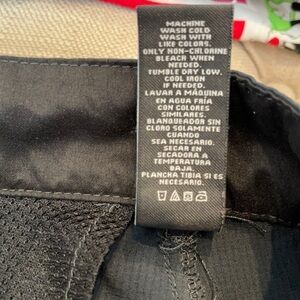 MACHINE
WASH COLD
WASH WITH
LIKE COLORS.
ONLY NON-CHLORINE
BLEACH WHEN
NEEDED.
TUMBLE DRY LOW.
COOL IRON
IF NEEDED.
LAVAR A MÁQUINA
EN AGUA FRÍA
CON COLORES
SIMILARES.
BLANQUEADOR SIN
CLORO SOLAMENTE
CUANDO
SEA NECESARIO.
SECAR EN
SECADORA A
TEMPERATURA
BAJA.
PLANCHA TIBIA SI ES
NECESARIO.